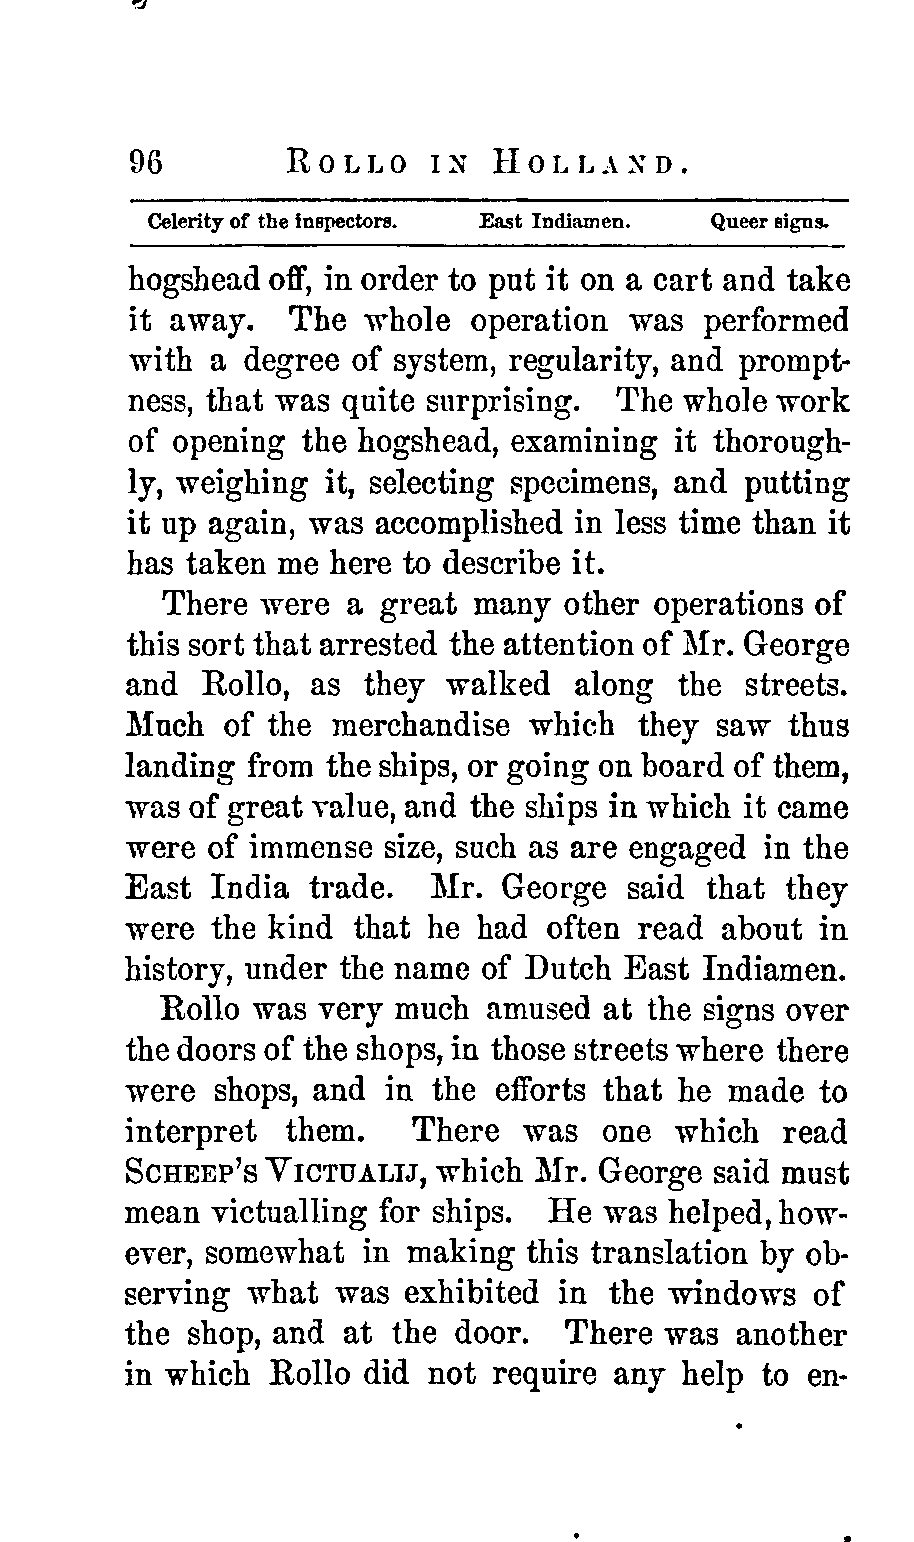 96 ROLLO IN HOLLAND.
Celerity of the inspectors. East Indiamen. Queer signs.
hogshead off, in order to put it on a cart and take
it away. The whole operation was performed
with a degree of system, regularity, and prompt-
ness, that was quite surprising. The whole work
of opening the hogshead, examining it thorough-
ly, weighing it, selecting specimens, and putting
it up again, was accomplished in less time than it
has taken me here to describe it.
There were a great many other operations of
this sort that arrested the attention of Mr. George
and Rollo, as they walked along the streets.
Much of the merchandise which they saw thus
landing from the ships, or going on board of them,
was of great value, and the ships in which it came
were of immense size, such as are engaged in the
East India trade. Mr. George said that they
were the kind that he had often read about in
history, under the name of Dutch East Indiamen.
Rollo was very much amused at the signs over
the doors of the shops, in those streets where there
were shops, and in the efforts that he made to
interpret them. There was one which read
SCHEEP'S VICTUALIJ, which Mr. George said must
mean victualling for ships. He was helped, how-
ever, somewhat in making this translation by ob-
serving what was exhibited in the windows of
the shop, and at the door. There was another
in which Rollo did not require any help to en-